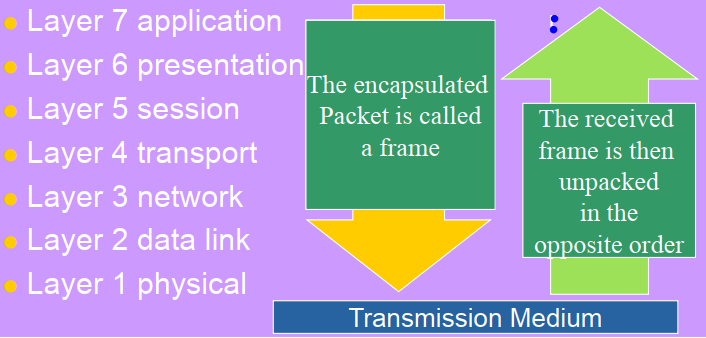 Layer 7 application
Layer 6 presentation
Layer 5 session
Layer 4 transport
Layer 3 network
Layer 2 data link
Layer 1 physical
The encapsulated
Packet is called
a frame
The received
frame is then
unpacked
in the
opposite order
Transmission Medium